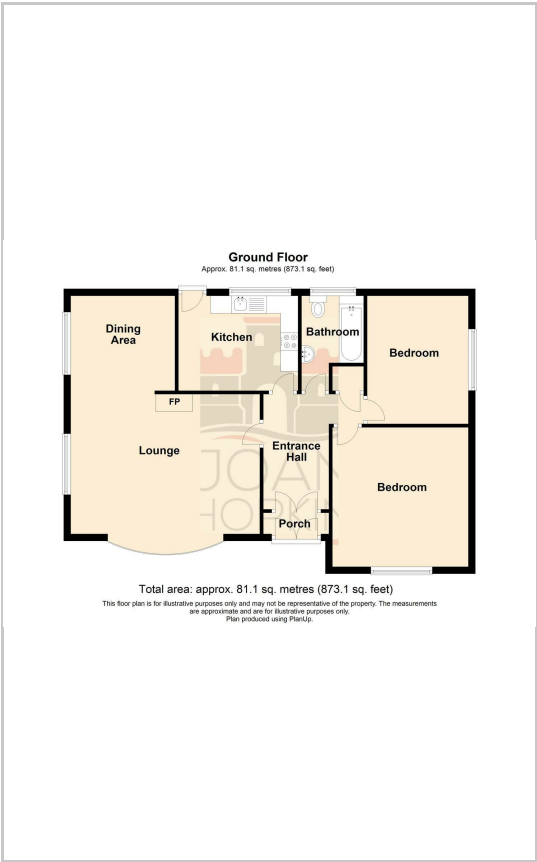 Ground Floor
Approx. 81.1 sq. metres (873.1 sq. feet)
Dining
Area
Kitchen
Bathroom
Bedroom
FP
Lounge
Entrance
Hall
Bedroom
JOAN
HOPKIN
Porch
Total area: approx. 81.1 sq. metres (873.1 sq. feet)
This floor plan is for illustrative purposes only and may not be representative of the property. The measurements
are approximate and are for illustrative purposes only.
Plan produced using PlanUp.